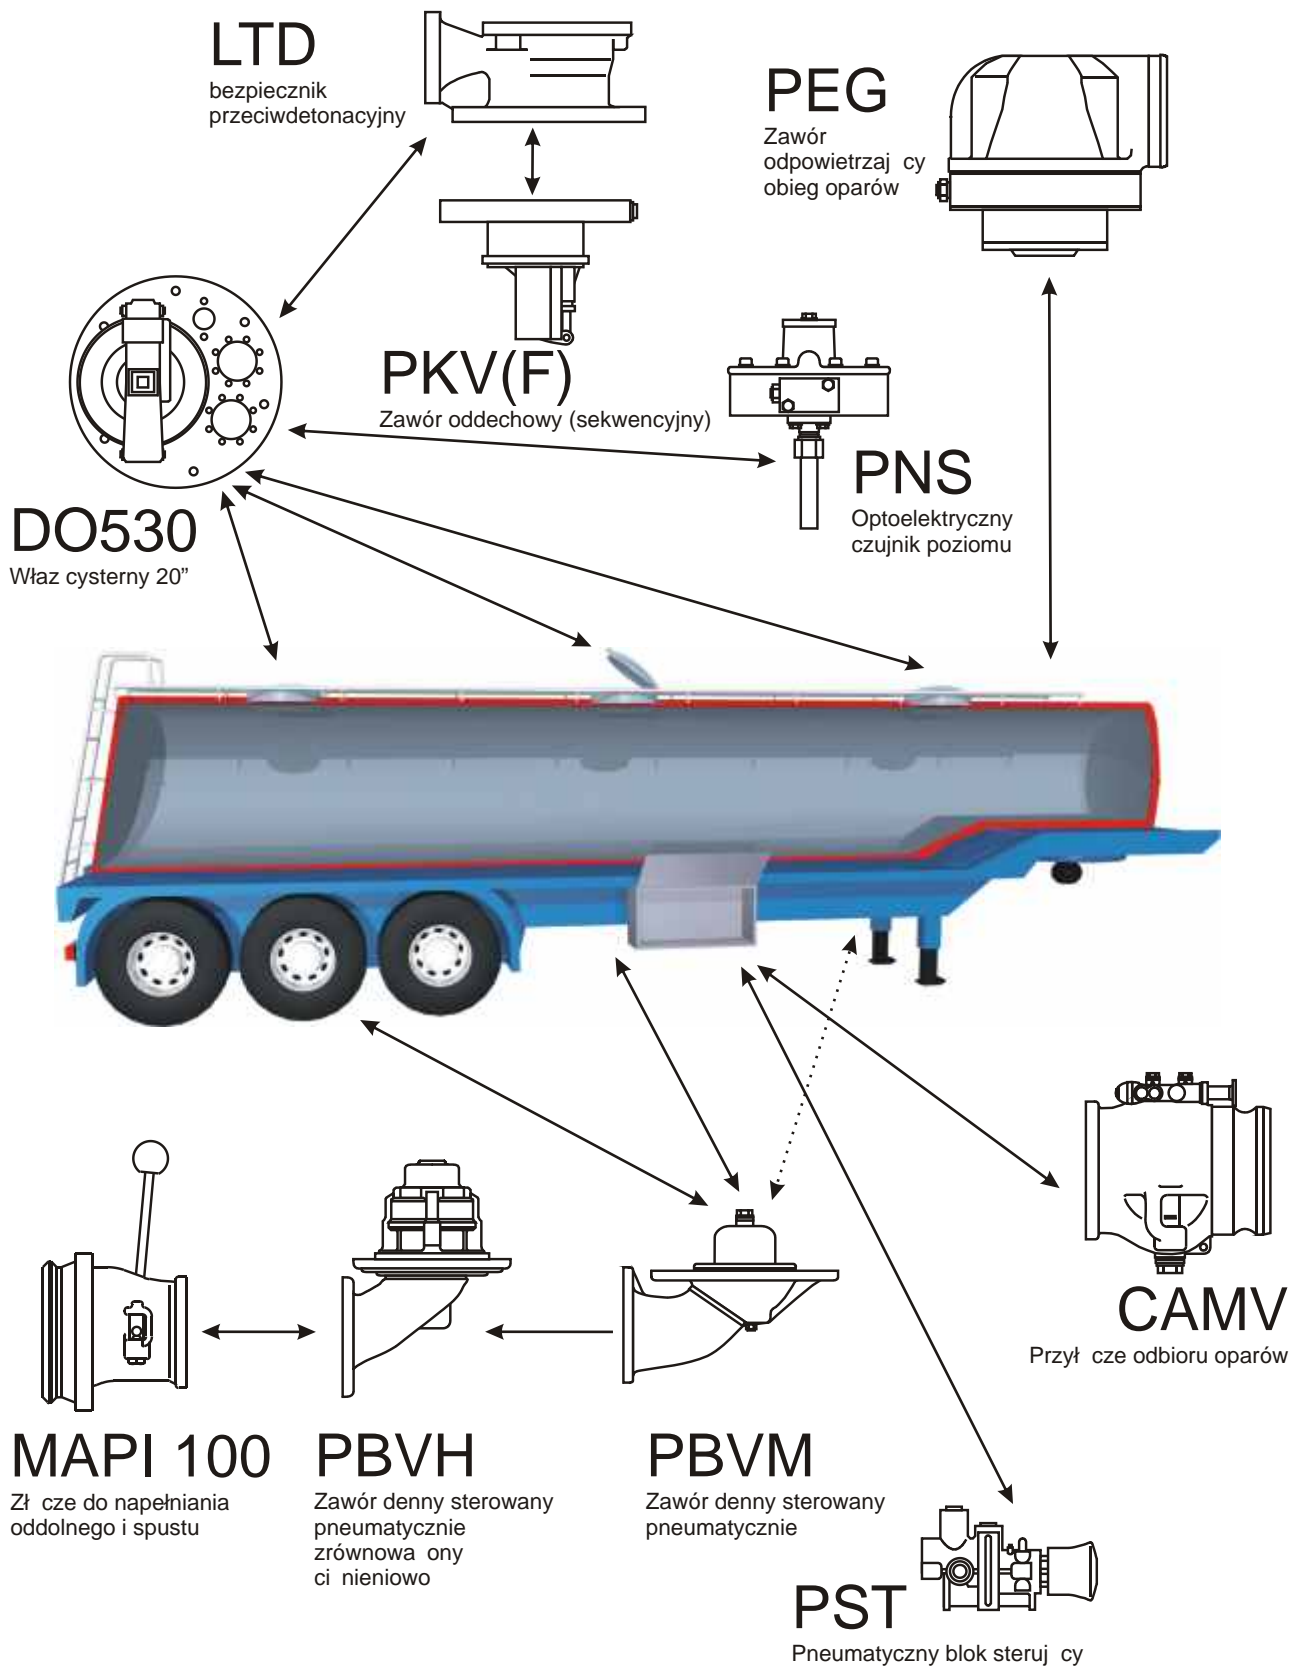 LTD
bezpiecznik
przeciwdetonacyjny
PEG
Zawór
odpowietrzaj cy
obieg oparów
PKV(F)
Zawór oddechowy (sekwencyjny)
PNS
Optoelektryczny
czujnik poziomu
DO530
Właz cysterny 20”
CAMV
Przył cze odbioru oparów
MAPI 100
Zł cze do napełniania
oddolnego i spustu
PBVH
Zawór denny sterowany
pneumatycznie
zrównowa ony
ci nieniowo
PBVM
Zawór denny sterowany
pneumatycznie
PST
Pneumatyczny blok steruj cy